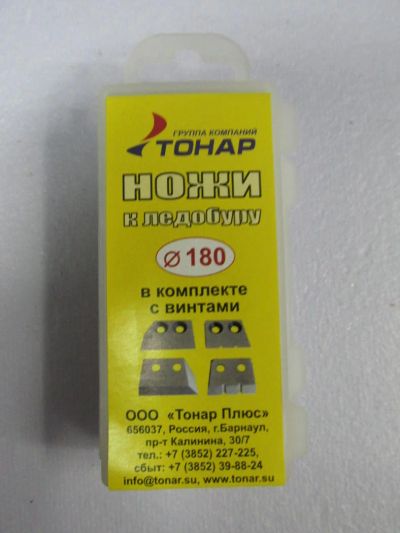 ГРУППА КОМПАНИЙ
ТОНАР
НОЖИ
к ледобуру
⌀ 180
в комплекте
с винтами
ООО «Тонар Плюс»
656037, Россия, г.Барнаул,
пр-т Калинина, 30/7
тел.: +7 (3852) 227-225,
сбыт: +7 (3852) 39-88-24
info@tonar.su, www.tonar.su